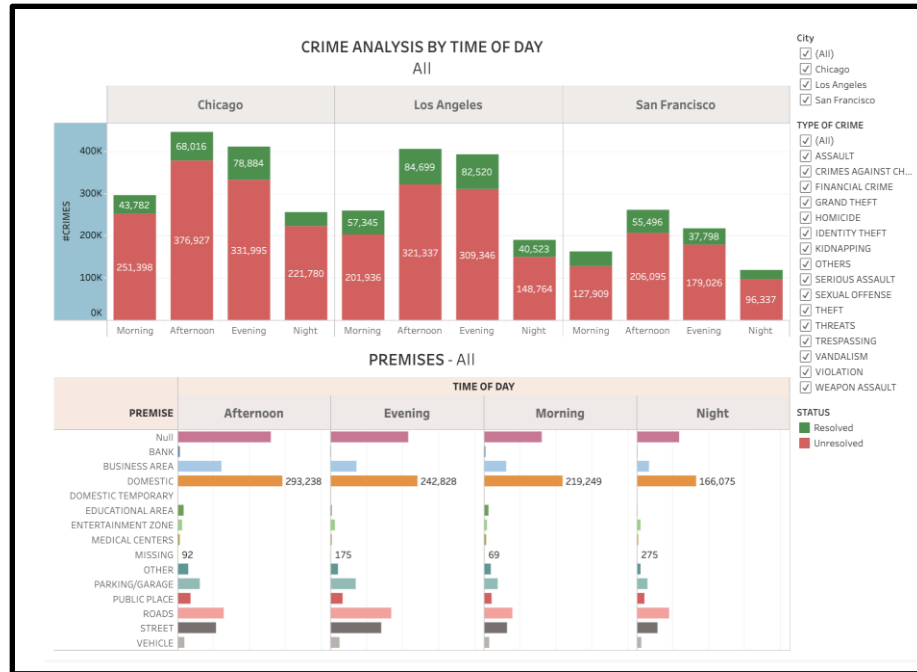 CRIME ANALYSIS BY TIME OF DAY
All
Chicago Los Angeles San Francisco
#CRIMES
400K
300K
200K
100K
0K
43,782 68,016 78,884 57,345 84,699 82,520 40,523 55,496 37,798
251,398 376,927 331,995 221,780 201,936 321,337 309,346 148,764 127,909 206,095 179,026 96,337
Morning Afternoon Evening Night Morning Afternoon Evening Night Morning Afternoon Evening Night
PREMISES - All
TIME OF DAY
PREMISE Afternoon Evening Morning Night
Null
BANK
BUSINESS AREA
DOMESTIC 293,238 242,828 219,249 166,075
DOMESTIC TEMPORARY
EDUCATIONAL AREA
ENTERTAINMENT ZONE
MEDICAL CENTERS
MISSING 92 175 69 275
OTHER
PARKING/GARAGE
PUBLIC PLACE
ROADS
STREET
VEHICLE
City
(All)
Chicago
Los Angeles
San Francisco
TYPE OF CRIME
(All)
ASSAULT
CRIMES AGAINST CH...
FINANCIAL CRIME
GRAND THEFT
HOMICIDE
IDENTITY THEFT
KIDNAPPING
OTHERS
SERIOUS ASSAULT
SEXUAL OFFENSE
THEFT
THREATS
TRESPASSING
VANDALISM
VIOLATION
WEAPON ASSAULT
STATUS
Resolved
Unresolved